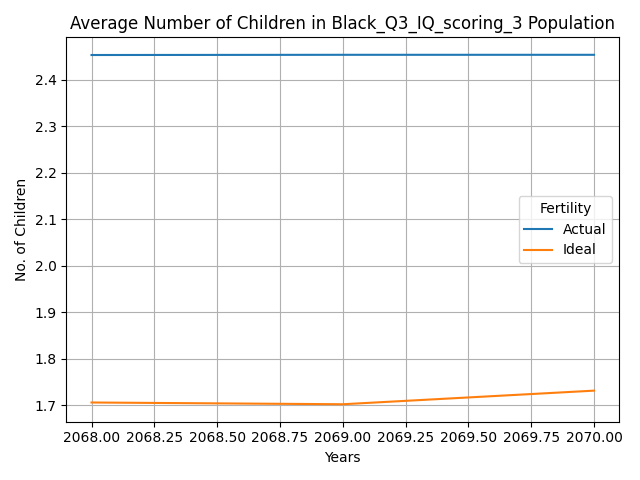 Average Number of Children in Black_Q3_IQ_scoring_3 Population
No. of Children
2.4
2.3
2.2
2.1
2.0
1.9
1.8
1.7
Fertility
Actual
Ideal
2068.00 2068.25 2068.50 2068.75 2069.00 2069.25 2069.50 2069.75 2070.00
Years